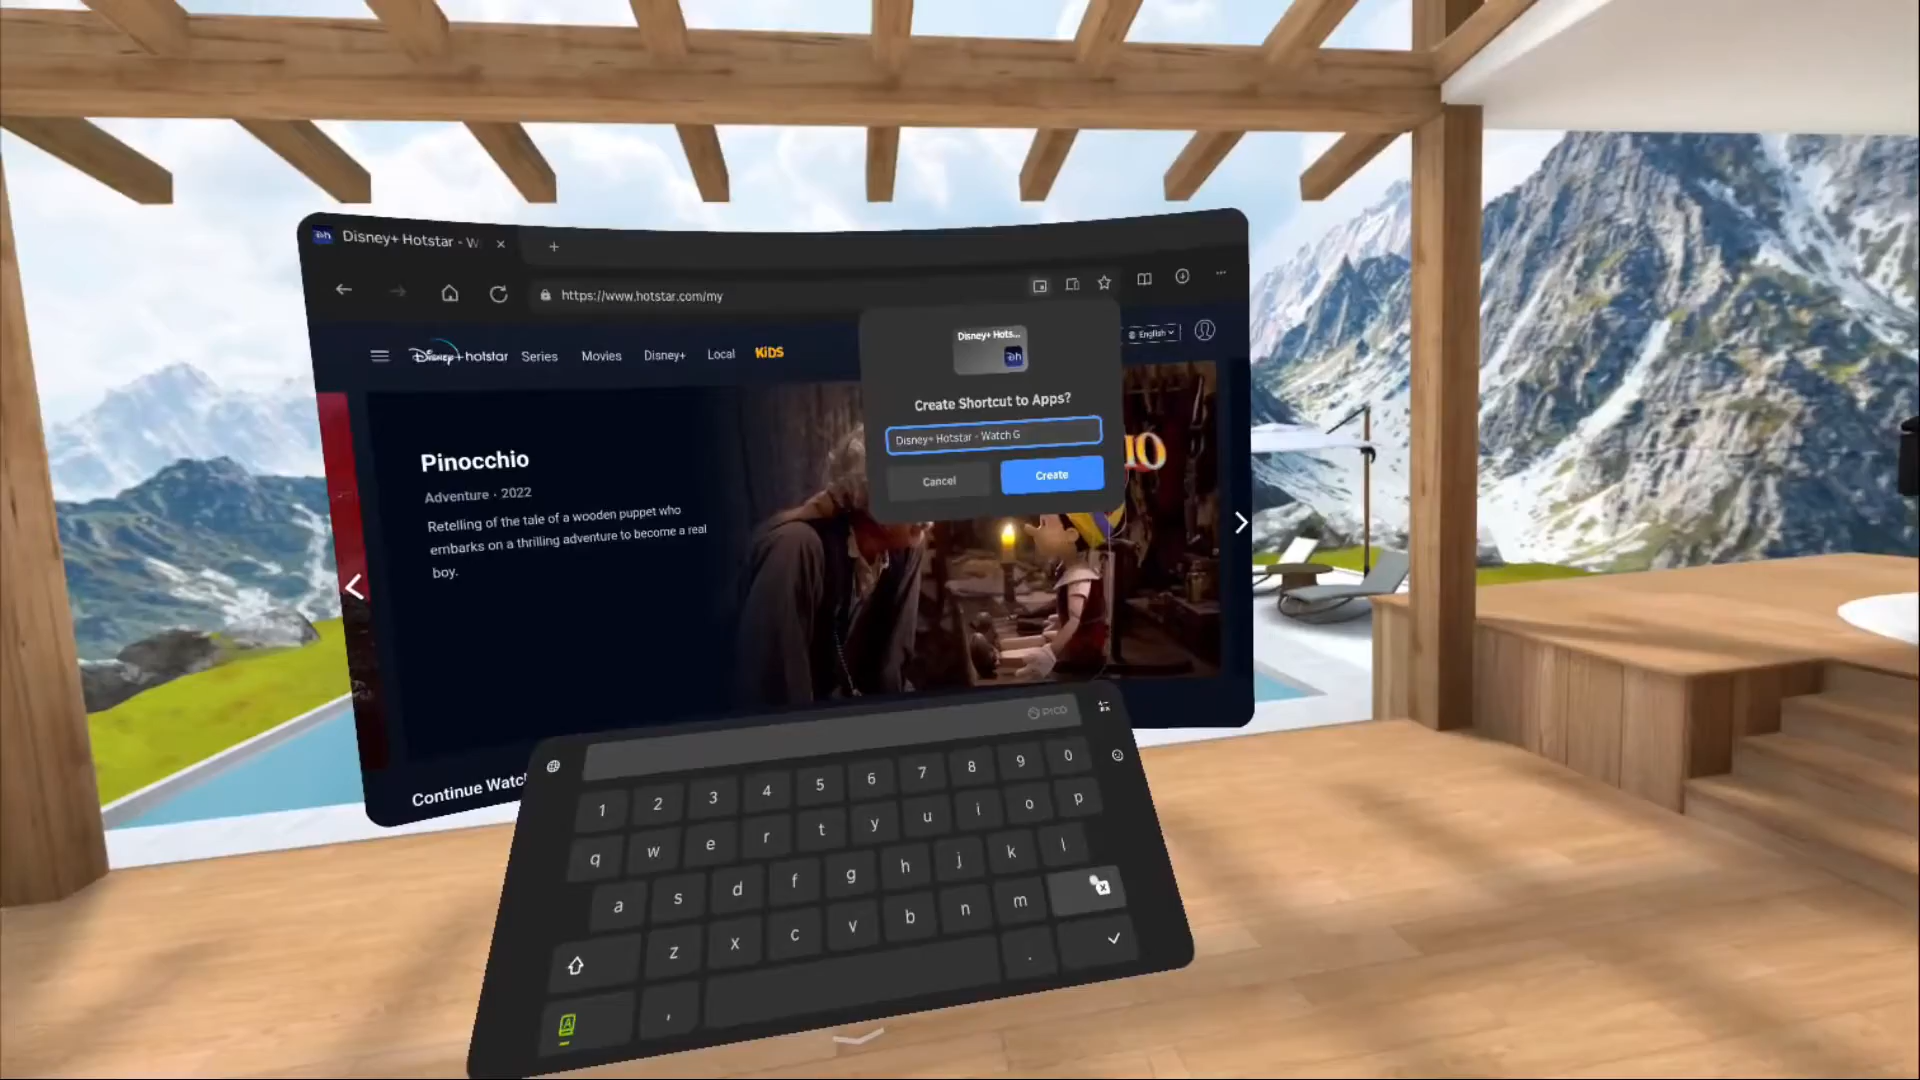 Disney+ Hotstar - W
https://www.hotstar.com/my
Disney+ hotstar Series Movies Disney+ Local KiDS
English
Disney+ Hots...
Create Shortcut to Apps?
Disney+ Hotstar - Watch G
Cancel Create
Pinocchio
Adventure · 2022
Retelling of the tale of a wooden puppet who
embarks on a thrilling adventure to become a real
boy.
IO
Continue Watch
PICO
1 2 3 4 5 6 7 8 9 0
q w e r t y u i o p
a s d f g h j k l
z x c v b n m
, .